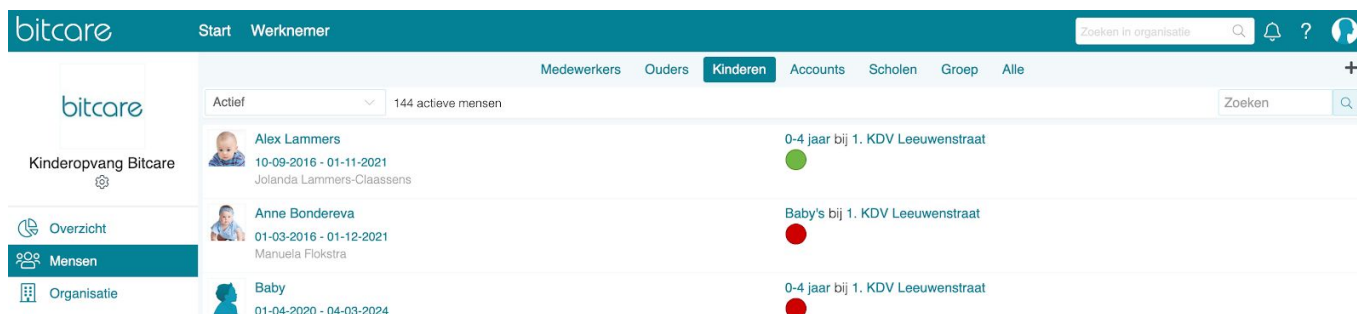 bitcare
Start Werknemer
Zoeken in organisatie
?
Medewerkers Ouders Kinderen Accounts Scholen Groep Alle
+
bitcare
Kinderopvang Bitcare
Overzicht
Mensen
Organisatie
Actief
144 actieve mensen
Zoeken
Alex Lammers
0-4 jaar bij 1. KDV Leeuwenstraat
10-09-2016 - 01-11-2021
Jolanda Lammers-Claassens
Anne Bondereva
Baby's bij 1. KDV Leeuwenstraat
01-03-2016 - 01-12-2021
Manuela Flokstra
Baby
0-4 jaar bij 1. KDV Leeuwenstraat
01-04-2020 - 04-03-2024